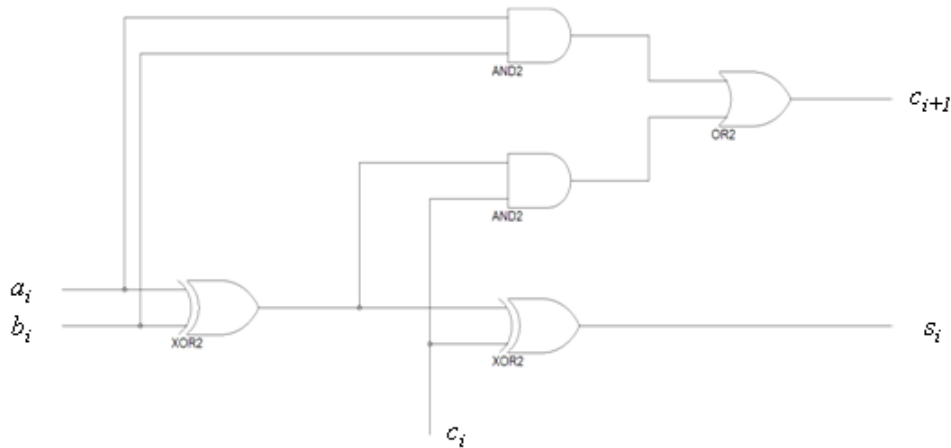 AND2
c_{i+1}
OR2
AND2
a_i
b_i
XOR2
s_i
XOR2
c_i